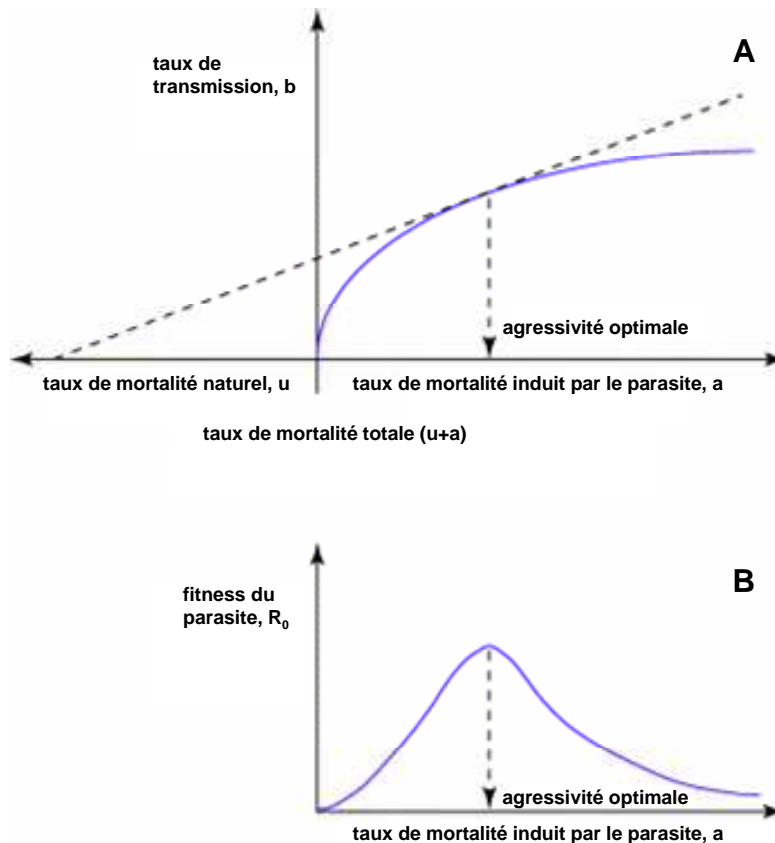 A
taux de
transmission, b
agressivité optimale
taux de mortalité naturel, u
taux de mortalité induit par le parasite, a
taux de mortalité totale (u+a)
B
fitness du
parasite, R₀
agressivité optimale
taux de mortalité induit par le parasite, a